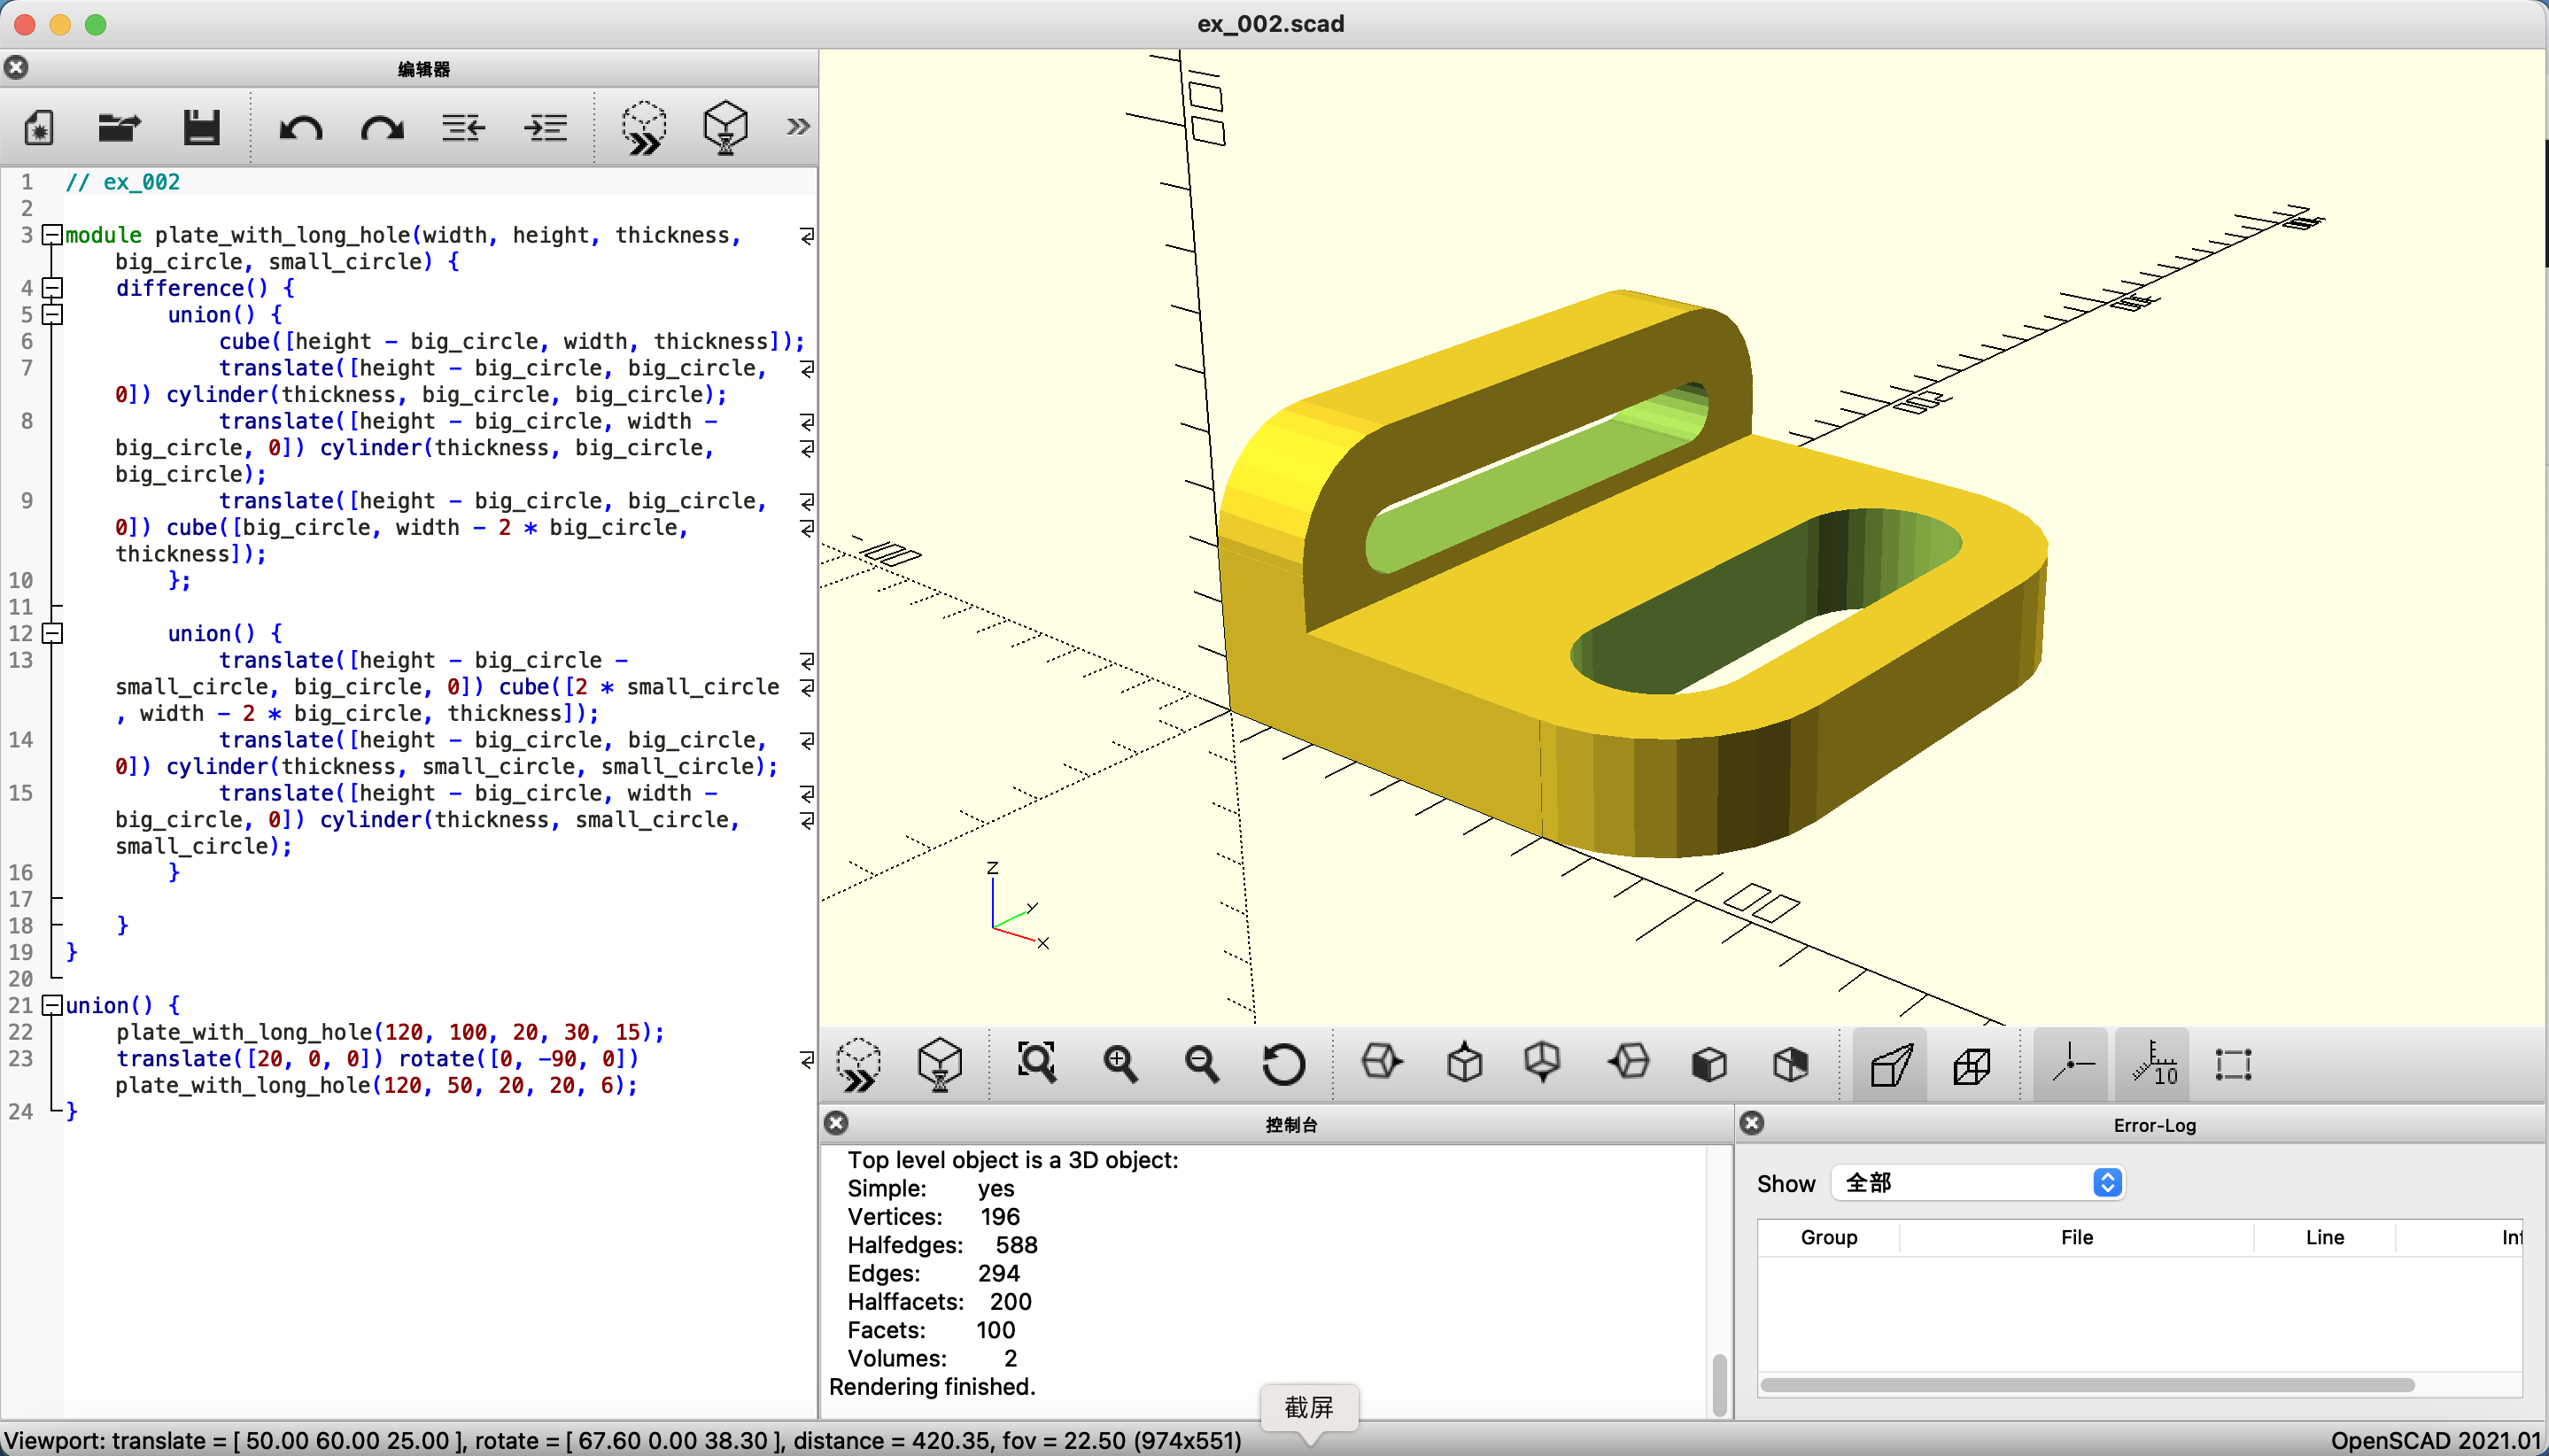 ex_002.scad
编辑器
1 // ex_002
2
3 module plate_with_long_hole(width, height, thickness,
big_circle, small_circle) {
4 difference() {
5 union() {
6 cube([height - big_circle, width, thickness]);
7 translate([height - big_circle, big_circle,
0]) cylinder(thickness, big_circle, big_circle);
8 translate([height - big_circle, width -
big_circle, 0]) cylinder(thickness, big_circle,
big_circle);
9 translate([height - big_circle, big_circle,
0]) cube([big_circle, width - 2 * big_circle,
thickness]);
10 };
11
12 union() {
13 translate([height - big_circle -
small_circle, big_circle, 0]) cube([2 * small_circle
, width - 2 * big_circle, thickness]);
14 translate([height - big_circle, big_circle,
0]) cylinder(thickness, small_circle, small_circle);
15 translate([height - big_circle, width -
big_circle, 0]) cylinder(thickness, small_circle,
small_circle);
16 }
17
18 }
19 }
20
21 union() {
22 plate_with_long_hole(120, 100, 20, 30, 15);
23 translate([20, 0, 0]) rotate([0, -90, 0])
plate_with_long_hole(120, 50, 20, 20, 6);
24 }
Z
Y
X
10
控制台
Top level object is a 3D object:
Simple: yes
Vertices: 196
Halfedges: 588
Edges: 294
Halffacets: 200
Facets: 100
Volumes: 2
Rendering finished.
Error-Log
Show 全部
Group File Line Inf
截屏
Viewport: translate = [ 50.00 60.00 25.00 ], rotate = [ 67.60 0.00 38.30 ], distance = 420.35, fov = 22.50 (974x551)
OpenSCAD 2021.01